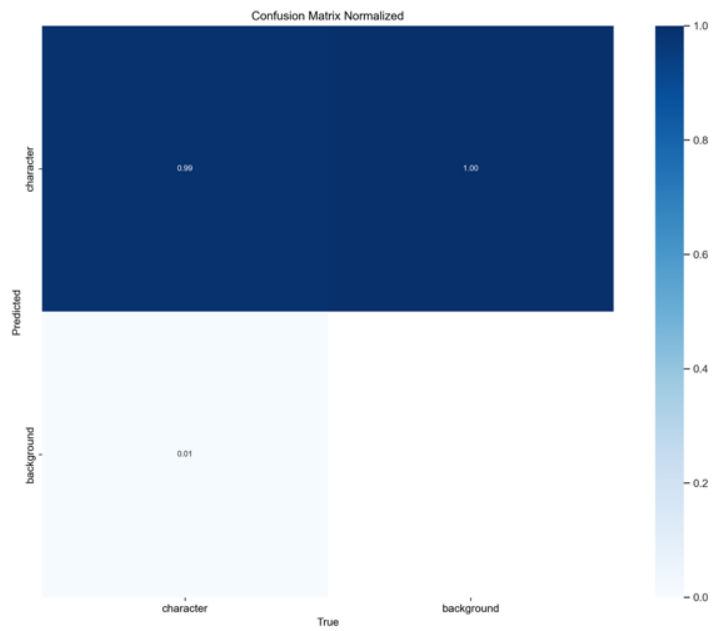 Confusion Matrix Normalized
1.0
character
0.99
1.00
0.8
0.6
Predicted
0.4
background
0.01
0.2
0.0
character
background
True